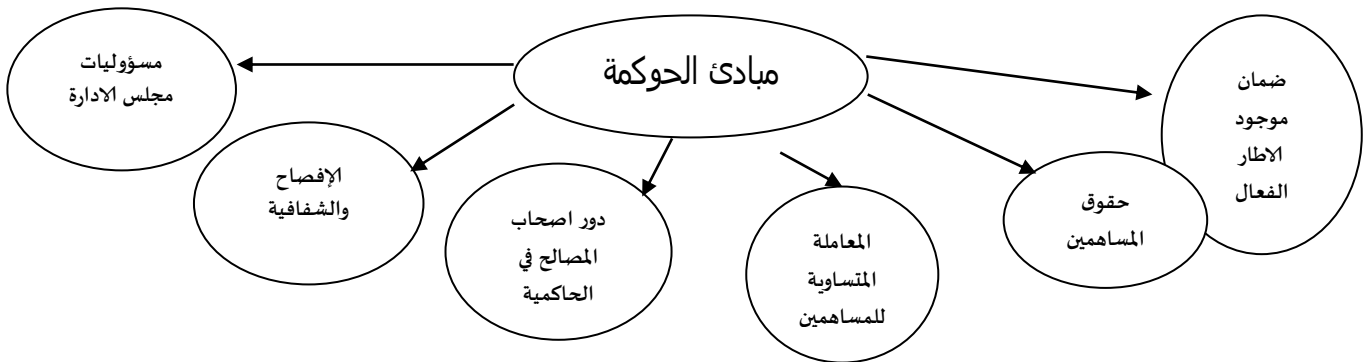 مبادئ الحوكمة
ضمان
موجود
الاطار
الفعال
حقوق
المساهمين
المعاملة
المتساوية
للمساهمين
دور اصحاب
المصالح في
الحاكمية
الإفصاح
والشفافية
مسؤوليات
مجلس الادارة